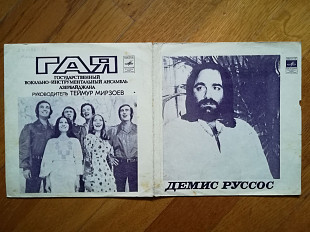 ГАЯ
ГОСУДАРСТВЕННЫЙ
ВОКАЛЬНО-ИНСТРУМЕНТАЛЬНЫЙ АНСАМБЛЬ
АЗЕРБАЙДЖАНА
РУКОВОДИТЕЛЬ ТЕЙМУР МИРЗОЕВ
ДЕМИС РУССОС